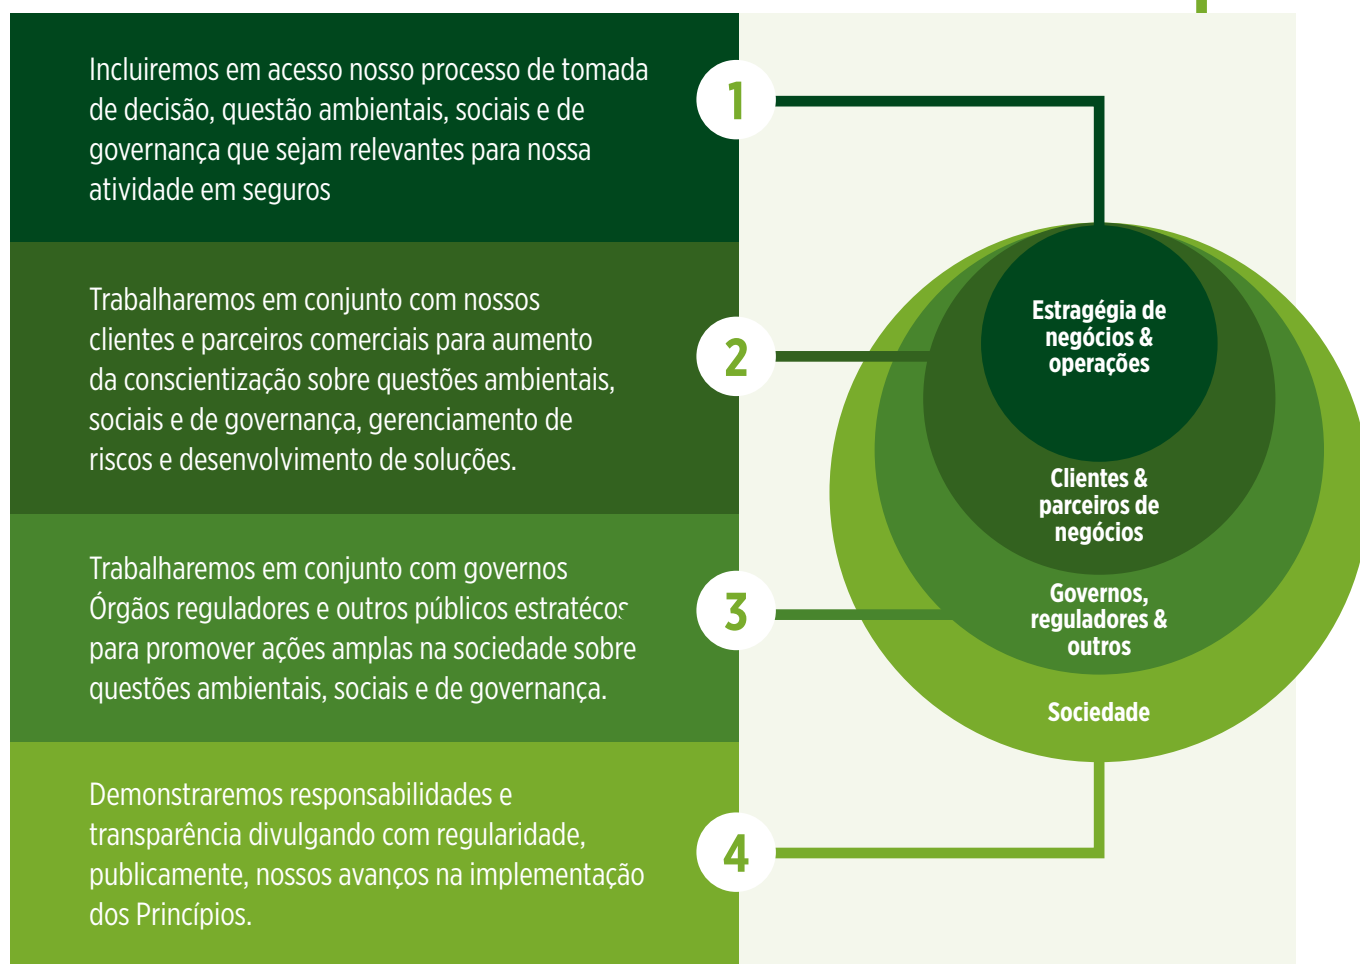 Incluiremos em acesso nosso processo de tomada
de decisão, questão ambientais, sociais e de
governança que sejam relevantes para nossa
atividade em seguros
1
Trabalharemos em conjunto com nossos
clientes e parceiros comerciais para aumento
da conscientização sobre questões ambientais,
sociais e de governança, gerenciamento de
riscos e desenvolvimento de soluções.
2
Trabalharemos em conjunto com governos
Órgãos reguladores e outros públicos estratécos
para promover ações amplas na sociedade sobre
questões ambientais, sociais e de governança.
3
Demonstraremos responsabilidades e
transparência divulgando com regularidade,
publicamente, nossos avanços na implementação
dos Princípios.
4
Estragégia de
negócios &
operações
Clientes &
parceiros de
negócios
Governos,
reguladores &
outros
Sociedade